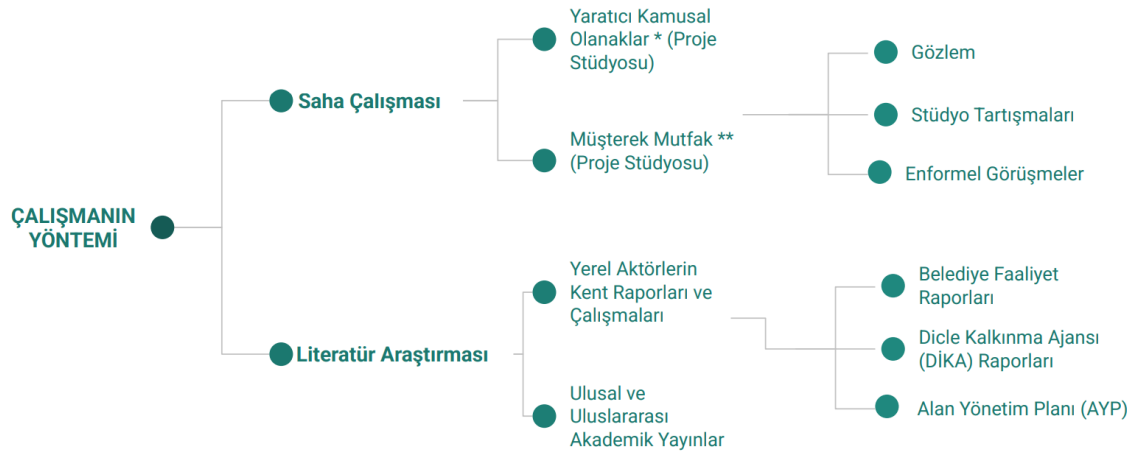 ÇALIŞMANIN
YÖNTEMİ
Saha Çalışması
Yaratıcı Kamusal
Olanaklar * (Proje
Stüdyosu)
Müşterek Mutfak **
(Proje Stüdyosu)
Gözlem
Stüdyo Tartışmaları
Enformel Görüşmeler
Literatür Araştırması
Yerel Aktörlerin
Kent Raporları ve
Çalışmaları
Ulusal ve
Uluslararası
Akademik Yayınlar
Belediye Faaliyet
Raporları
Dicle Kalkınma Ajansı
(DİKA) Raporları
Alan Yönetim Planı (AYP)